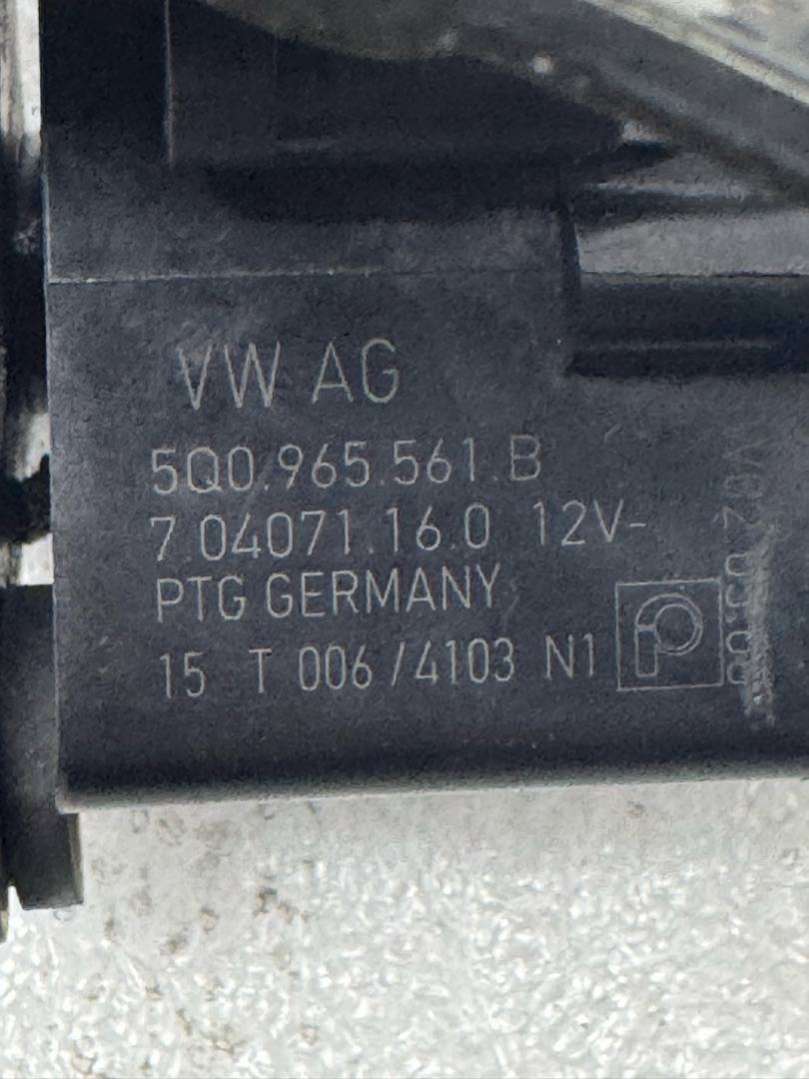 VW AG
5Q0.965.561.B
7.04071.16.0 12V-
PTG GERMANY
15 T 006/4103 N1